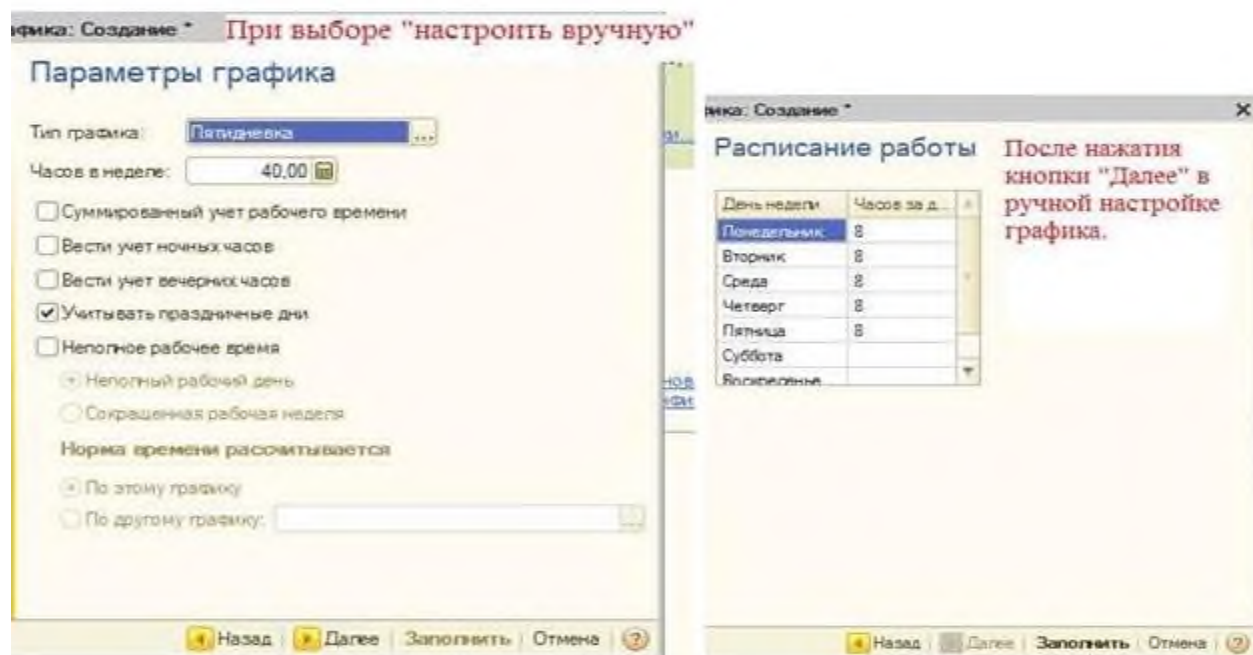 фика: Создание *
При выборе "настроить вручную"
Параметры графика
Тип графика: Пятидневка ...
Часов в неделе: 40,00
Суммированный учет рабочего времени
Вести учет ночных часов
Вести учет вечерних часов
Учитывать праздничные дни
Неполное рабочее время
Неполный рабочий день
Сокращенная рабочая неделя
Норма времени рассчитывается
По этому графику
По другому графику: ...
Назад Далее Заполнить Отмена ?
фика: Создание *
Расписание работы
После нажатия
кнопки "Далее" в
ручной настройке
графика.
День недели Часов за д...
Понедельник 8
Вторник 8
Среда 8
Четверг 8
Пятница 8
Суббота
Воскресенье
Назад Далее Заполнить Отмена ?